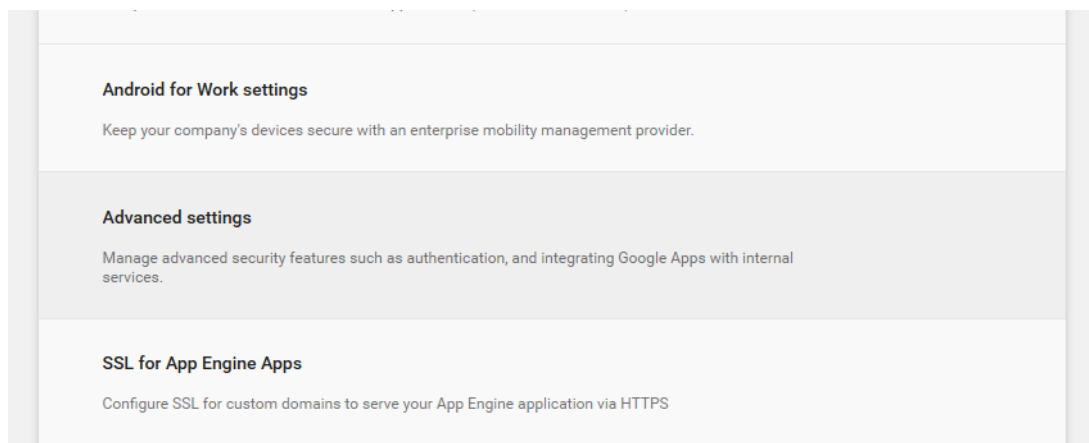 Android for Work settings
Keep your company's devices secure with an enterprise mobility management provider.
Advanced settings
Manage advanced security features such as authentication, and integrating Google Apps with internal
services.
SSL for App Engine Apps
Configure SSL for custom domains to serve your App Engine application via HTTPS